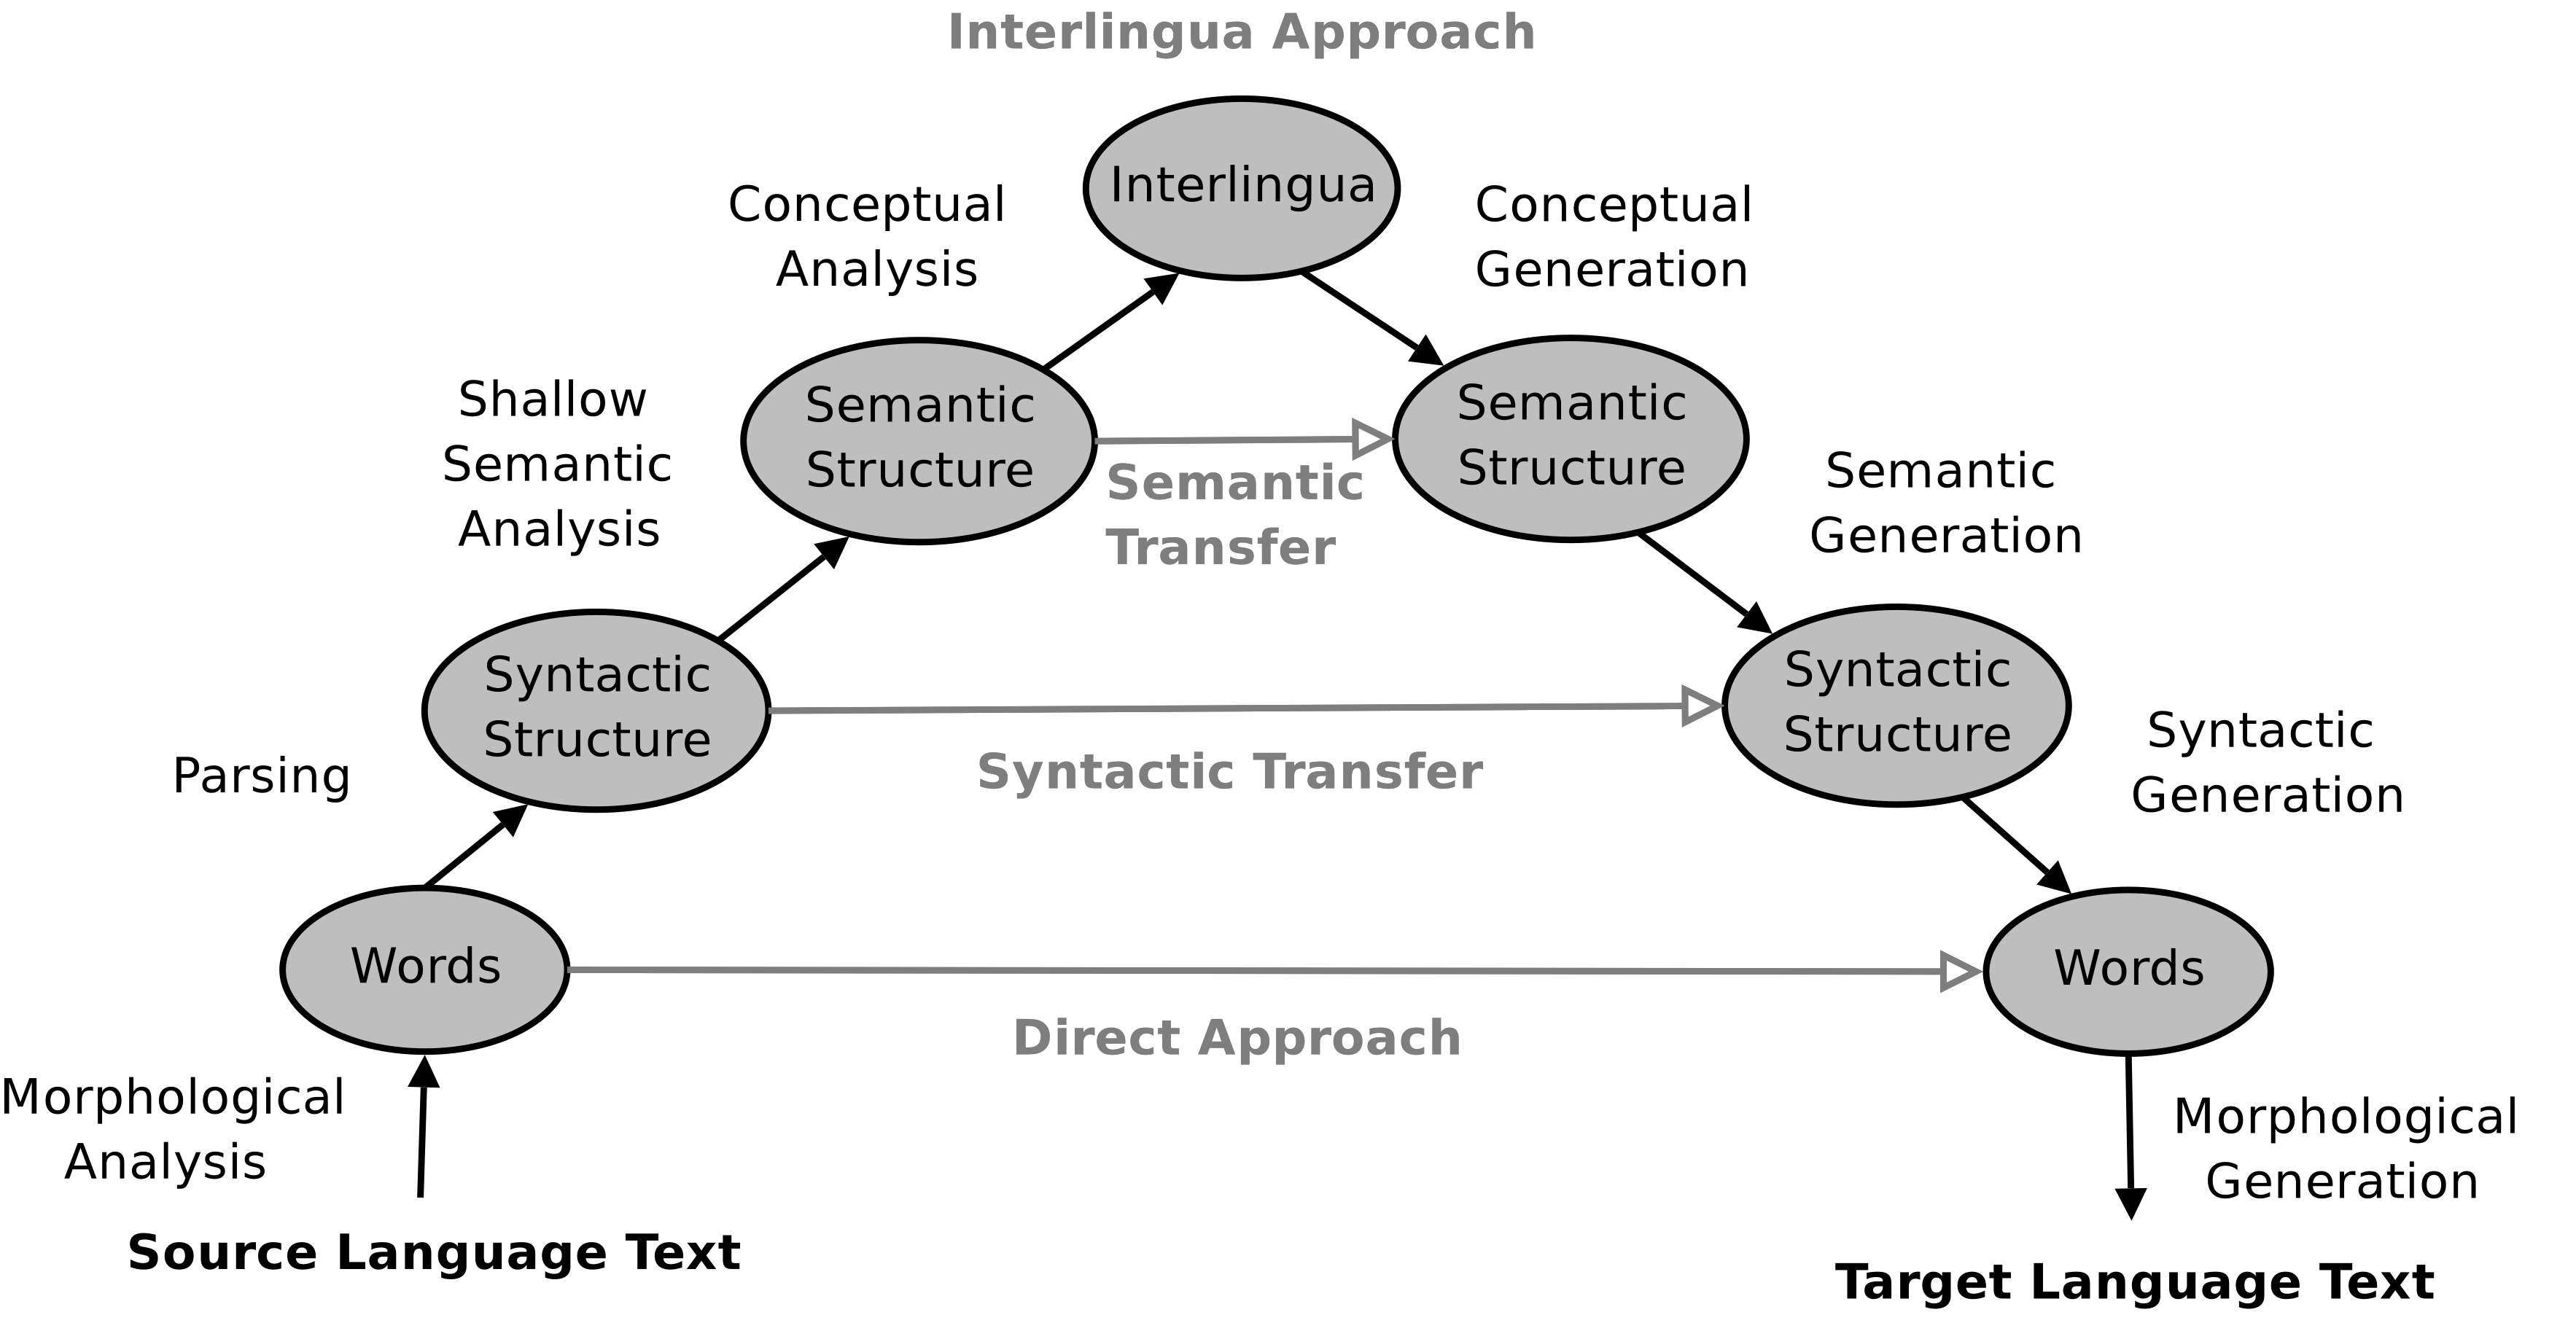 Interlingua Approach
Interlingua
Conceptual
Analysis
Conceptual
Generation
Shallow
Semantic
Analysis
Semantic
Structure
Semantic
Structure
Semantic
Transfer
Semantic
Generation
Syntactic
Structure
Syntactic
Structure
Parsing
Syntactic Transfer
Syntactic
Generation
Words
Words
Direct Approach
Morphological
Analysis
Morphological
Generation
Source Language Text
Target Language Text